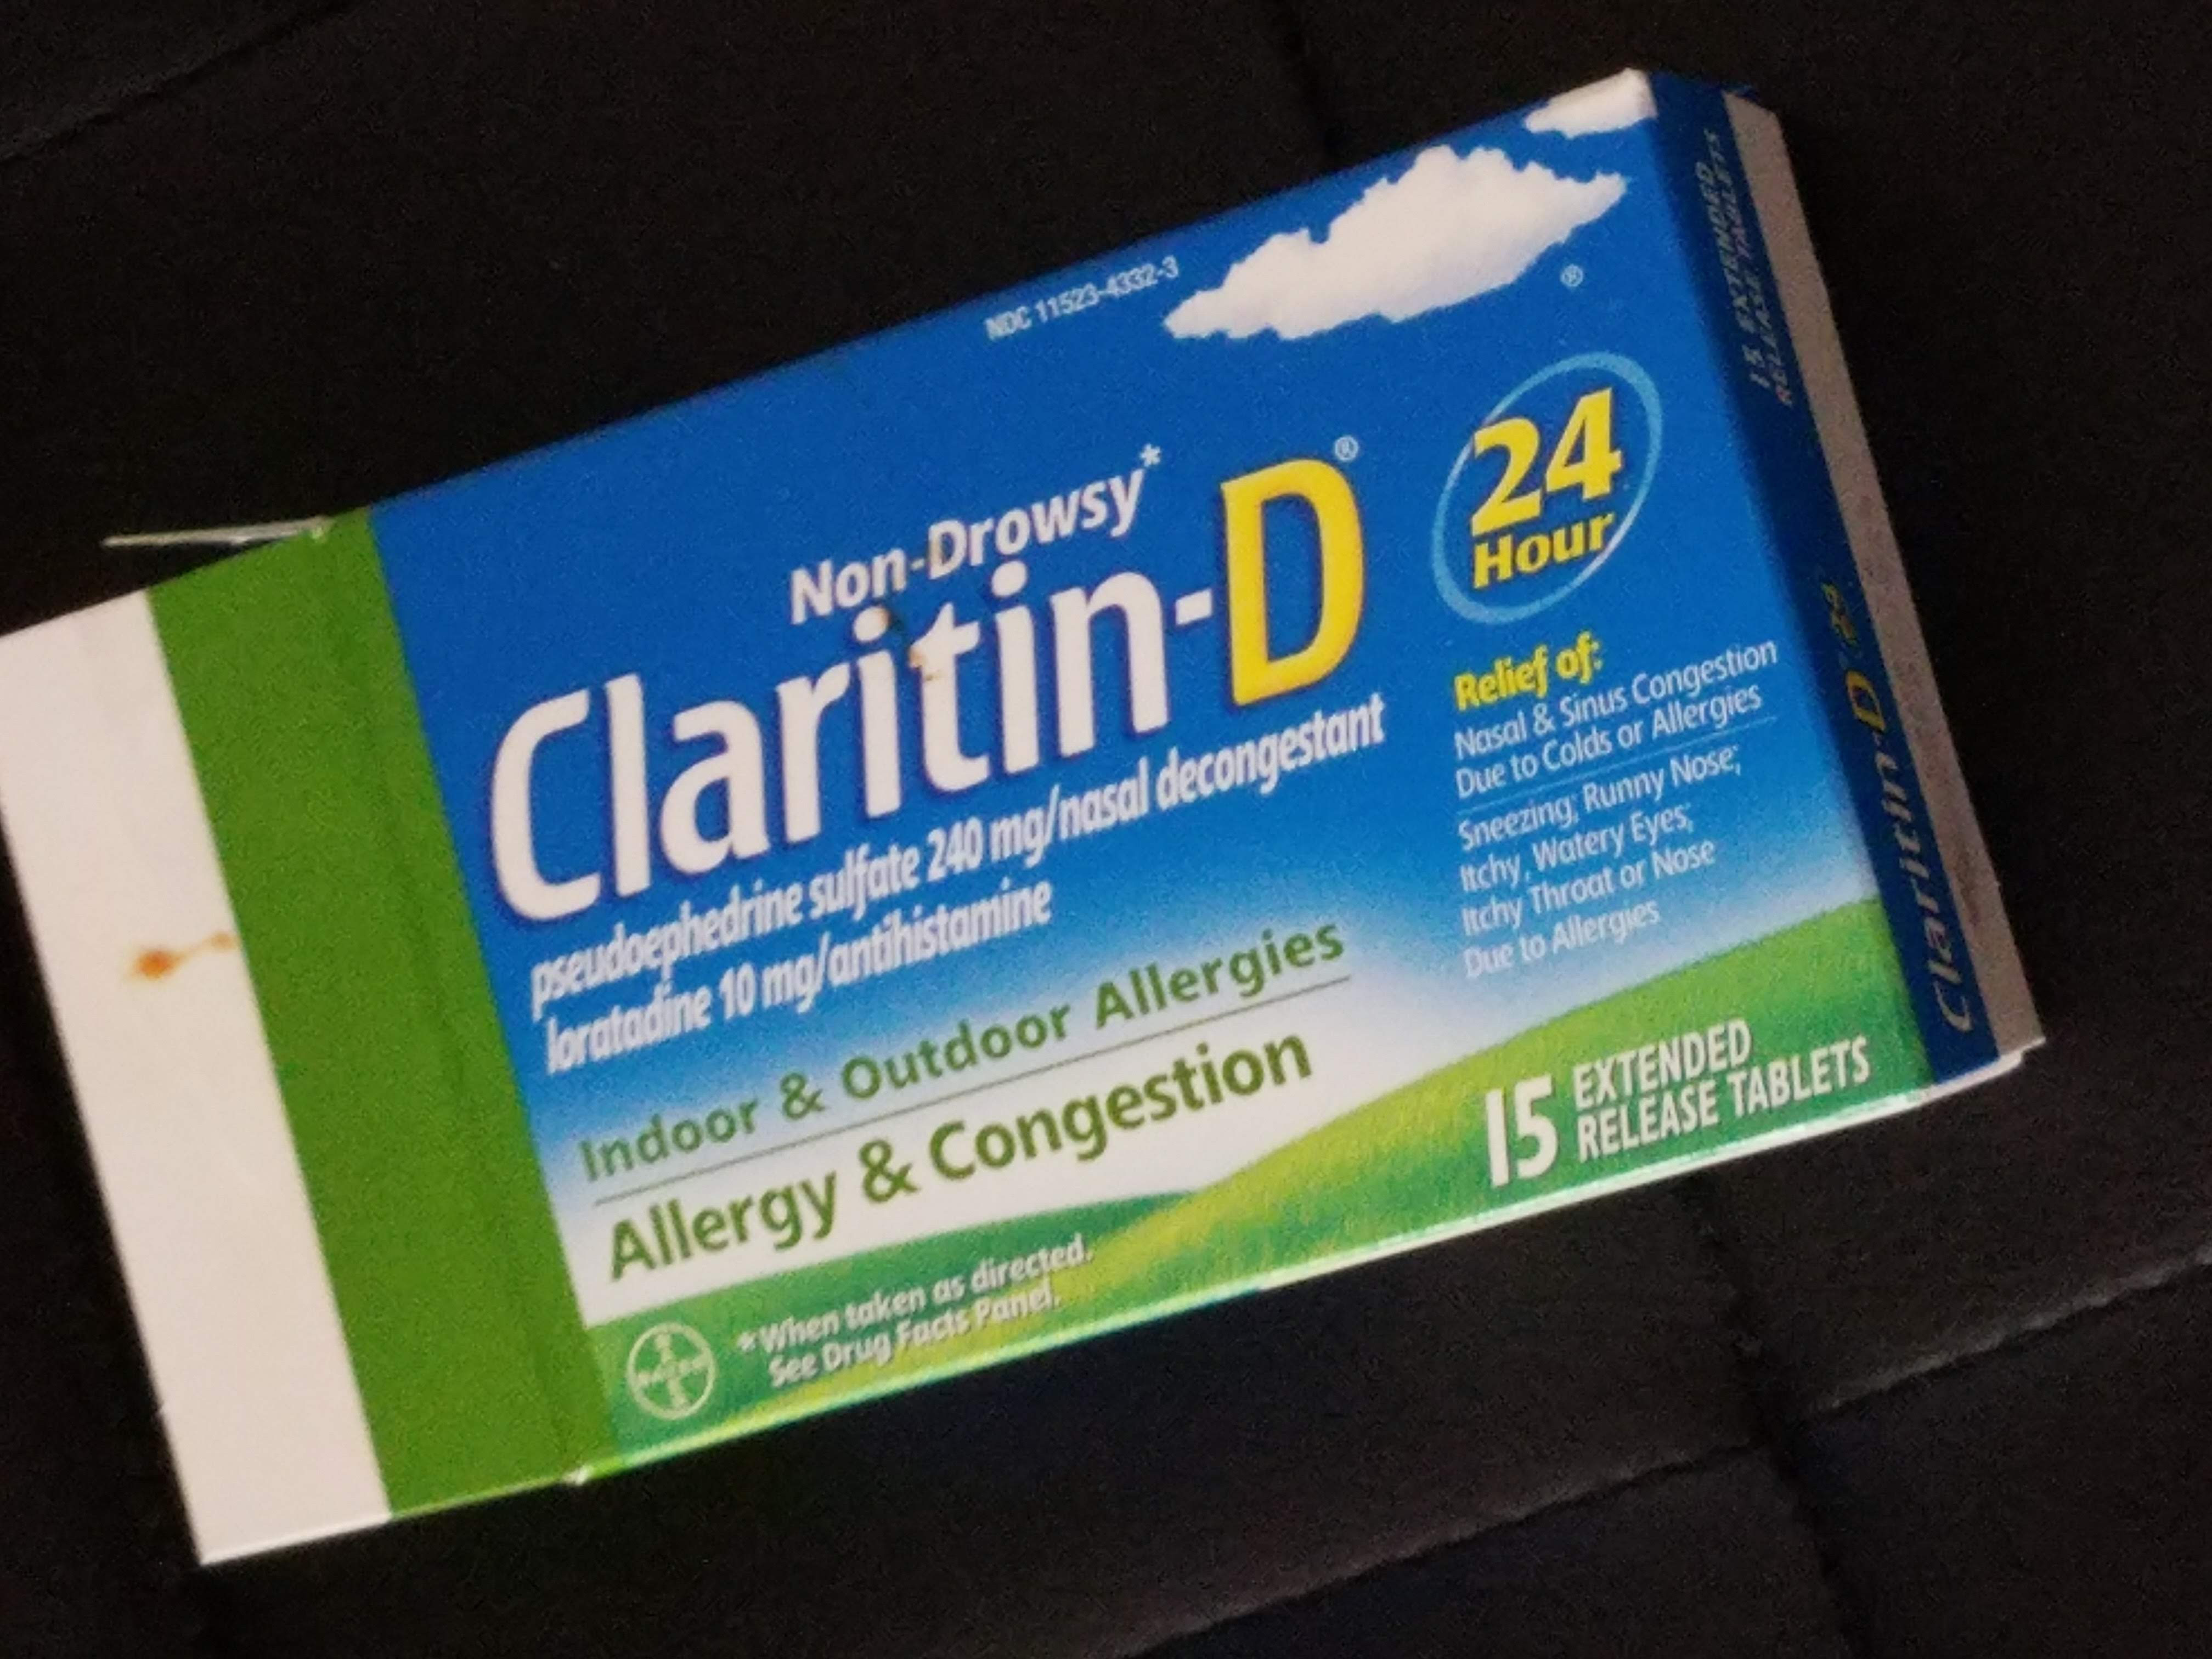 NDC 11523-4332-3
Non-Drowsy*
Claritin-D®
pseudoephedrine sulfate 240 mg/nasal decongestant
loratadine 10 mg/antihistamine
Indoor & Outdoor Allergies
Allergy & Congestion
24
Hour
®
Relief of:
Nasal & Sinus Congestion
Due to Colds or Allergies
Sneezing; Runny Nose;
Itchy, Watery Eyes;
Itchy Throat or Nose
Due to Allergies
BAYER
*When taken as directed.
See Drug Facts Panel.
15 EXTENDED
RELEASE TABLETS
Claritin-D 24
15 EXTENDED
RELEASE TABLETS